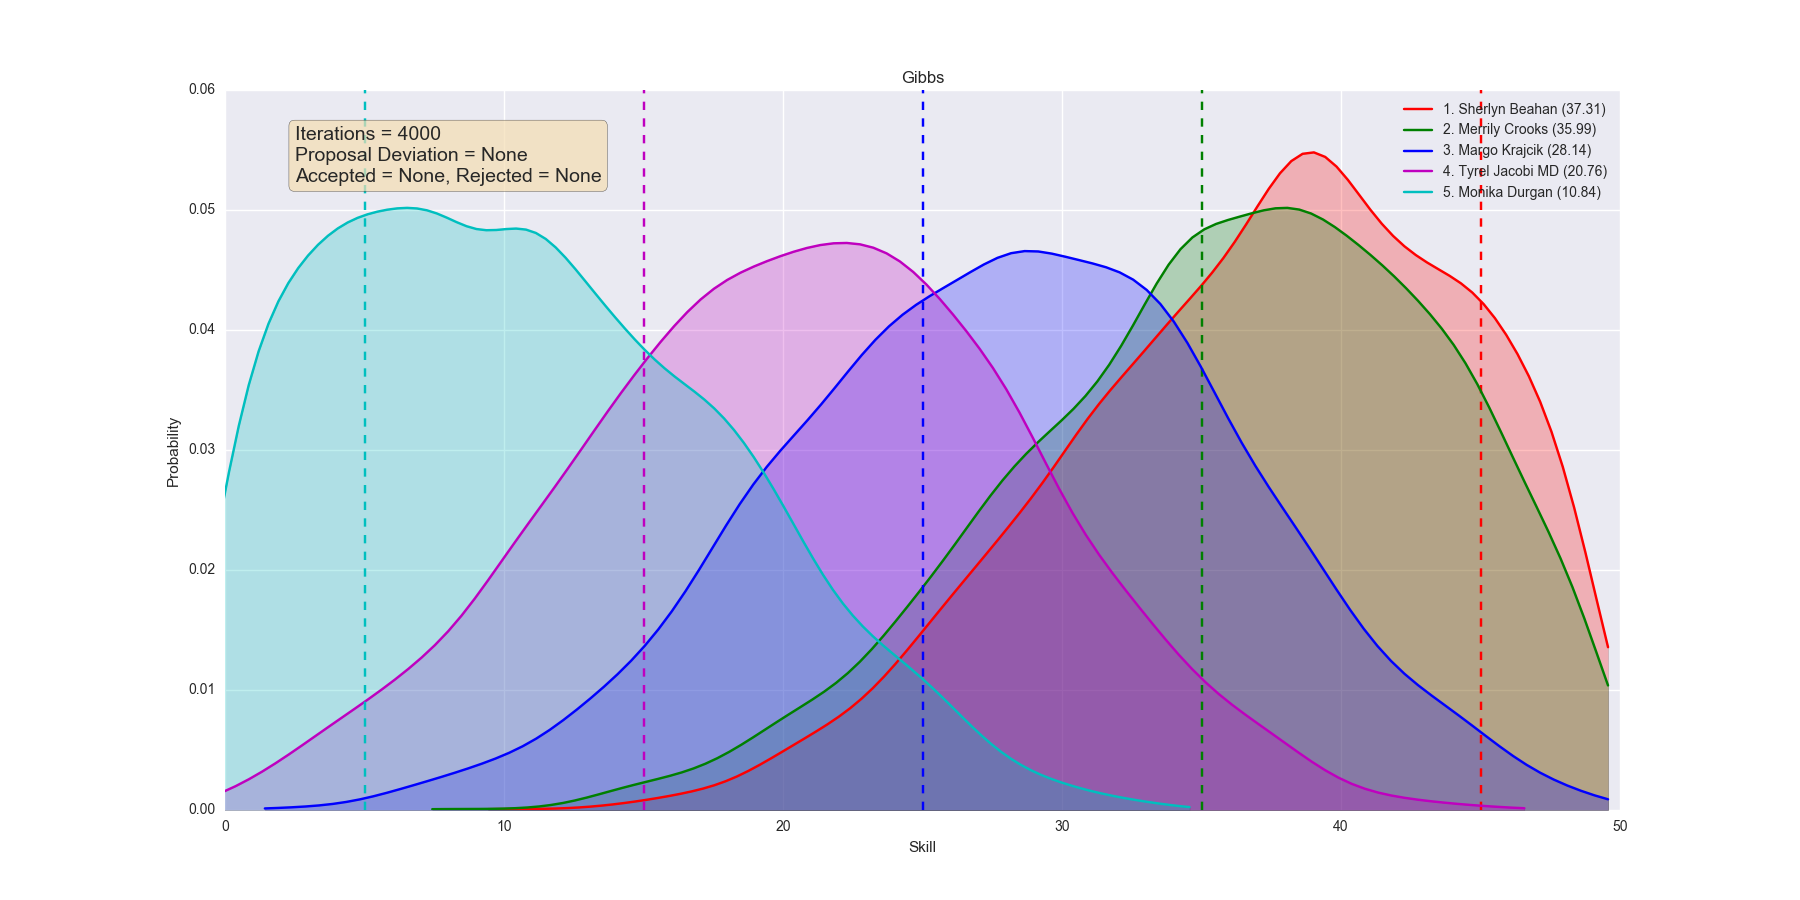 Gibbs
Iterations = 4000
Proposal Deviation = None
Accepted = None, Rejected = None
1. Sherlyn Beahan (37.31)
2. Merrily Crooks (35.99)
3. Margo Krajcik (28.14)
4. Tyrel Jacobi MD (20.76)
5. Monika Durgan (10.84)
0.06
0.05
0.04
0.03
0.02
0.01
0.00
Probability
0 10 20 30 40 50
Skill